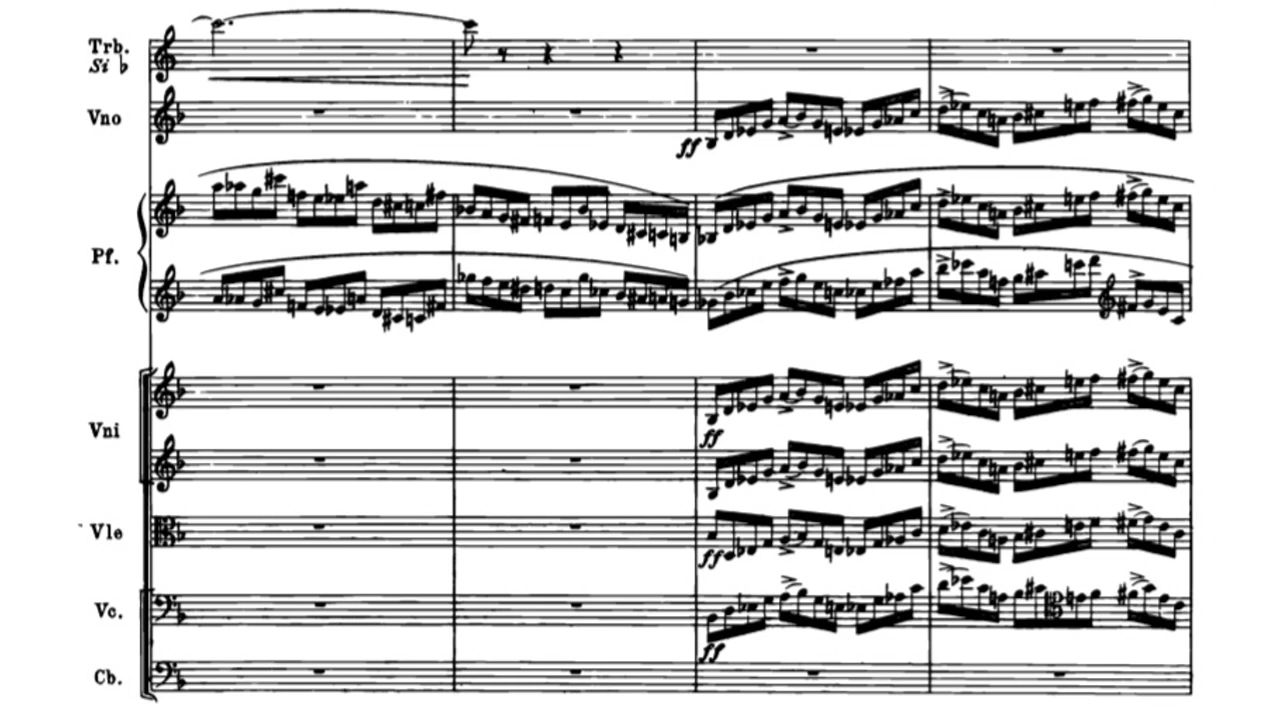 Trb.
Si ♭
Vno
ff
Pf.
Vni
ff
Vle
ff
Vc.
ff
Cb.